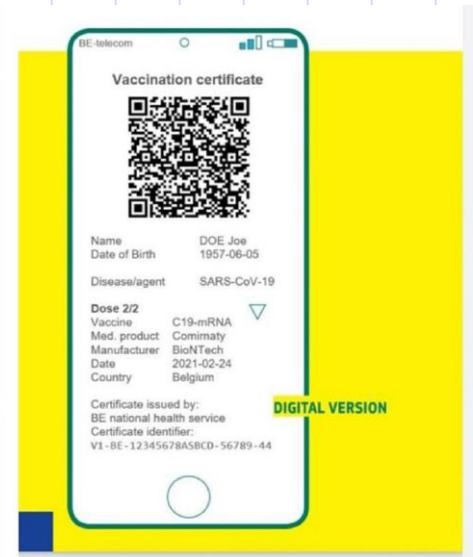 BE-telecom
Vaccination certificate
Name DOE Joe
Date of Birth 1957-06-05
Disease/agent SARS-CoV-19
Dose 2/2
Vaccine C19-mRNA
Med. product Comirnaty
Manufacturer BioNTech
Date 2021-02-24
Country Belgium
Certificate issued by:
BE national health service
Certificate identifier:
V1-BE-12345678ASBCD-56789-44
DIGITAL VERSION